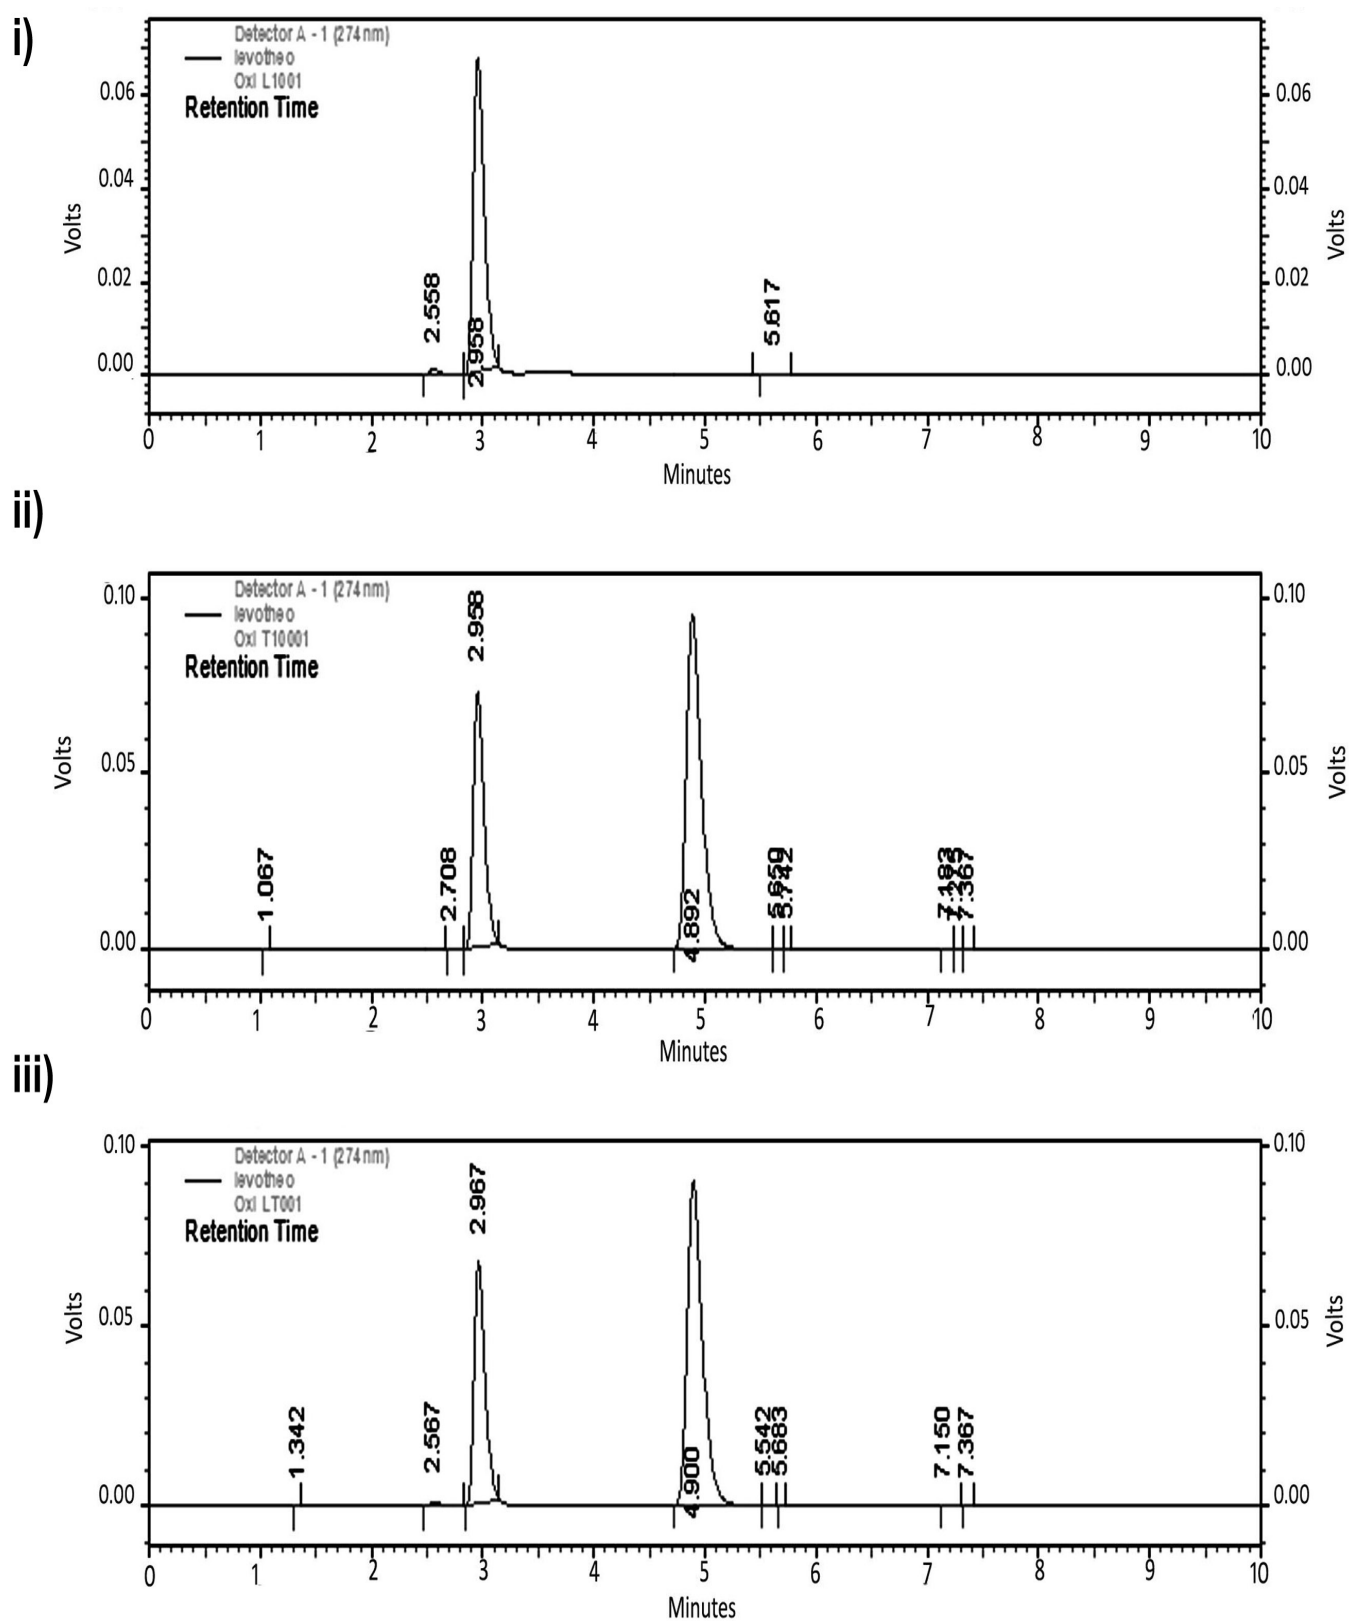 i)
Detector A - 1 (274 nm)
levotheo
Oxi L1001
Retention Time
0.06 0.06
0.04 0.04
0.02 0.02
0.00 0.00
Volts
Volts
2.558
2.958
5.617
0 1 2 3 4 5 6 7 8 9 10
Minutes
ii)
Detector A - 1 (274 nm)
levotheo
Oxi T10001
Retention Time
0.10 0.10
0.05 0.05
0.00 0.00
Volts
Volts
1.067
2.708
2.958
4.892
5.742
7.183
7.367
0 1 2 3 4 5 6 7 8 9 10
Minutes
iii)
Detector A - 1 (274 nm)
levotheo
Oxi LT001
Retention Time
0.10 0.10
0.05 0.05
0.00 0.00
Volts
Volts
1.342
2.567
2.967
4.900
5.542
5.683
7.150
7.367
0 1 2 3 4 5 6 7 8 9 10
Minutes